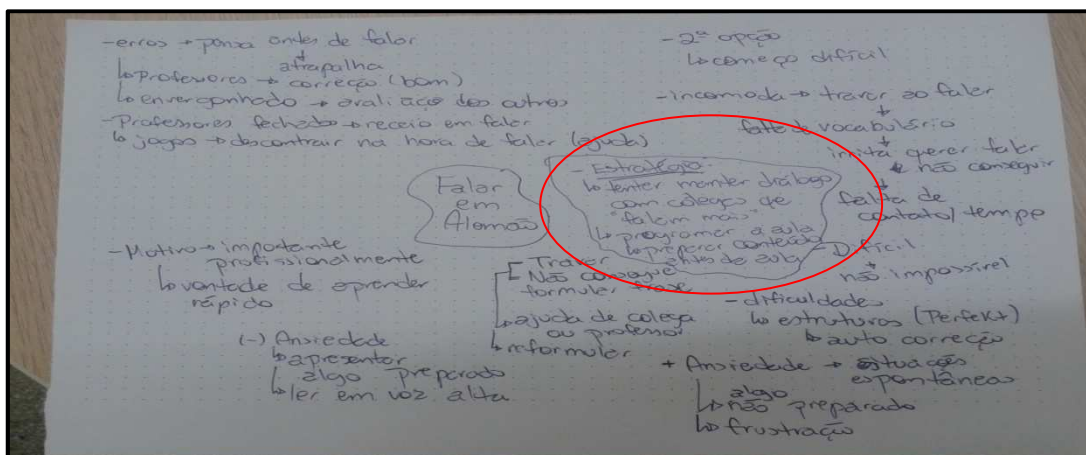 -erros → pensa antes de falar
↓
atrapalha
↳ Professores → correção (bom)
↳ envergonhado → avaliação dos outros
-Professores fechados → receio em falar
↳ jogos → descontrair na hora de falar (ajuda)
-2ª opção
↳ começo difícil
-incomoda → travar ao falar
↓
falta de vocabulário
↓
irrita querer falar
e não conseguir
↓
falta de
contato/tempo
Falar
em
Alemão
- Estratégia:
↳ tenter manter diálogo
com colegas que
"falam mais"
↳ programar a aula
↳ preparar conteúdo
antes da aula
-Difícil
↓
não impossível
-Motivo → importante
profissionalmente
↳ vontade de aprender
rápido
Travar
Não consegue
formular frase
↳ ajuda de colega
ou professor
↳ reformular
-dificuldades
↳ estruturas (Perfekt)
↳ auto correção
(-) Ansiedade
↳ apresentar
algo preparado
↳ ler em voz alta
+ Ansiedade → situações
espontâneas
algo
↳ não preparado
↳ frustração